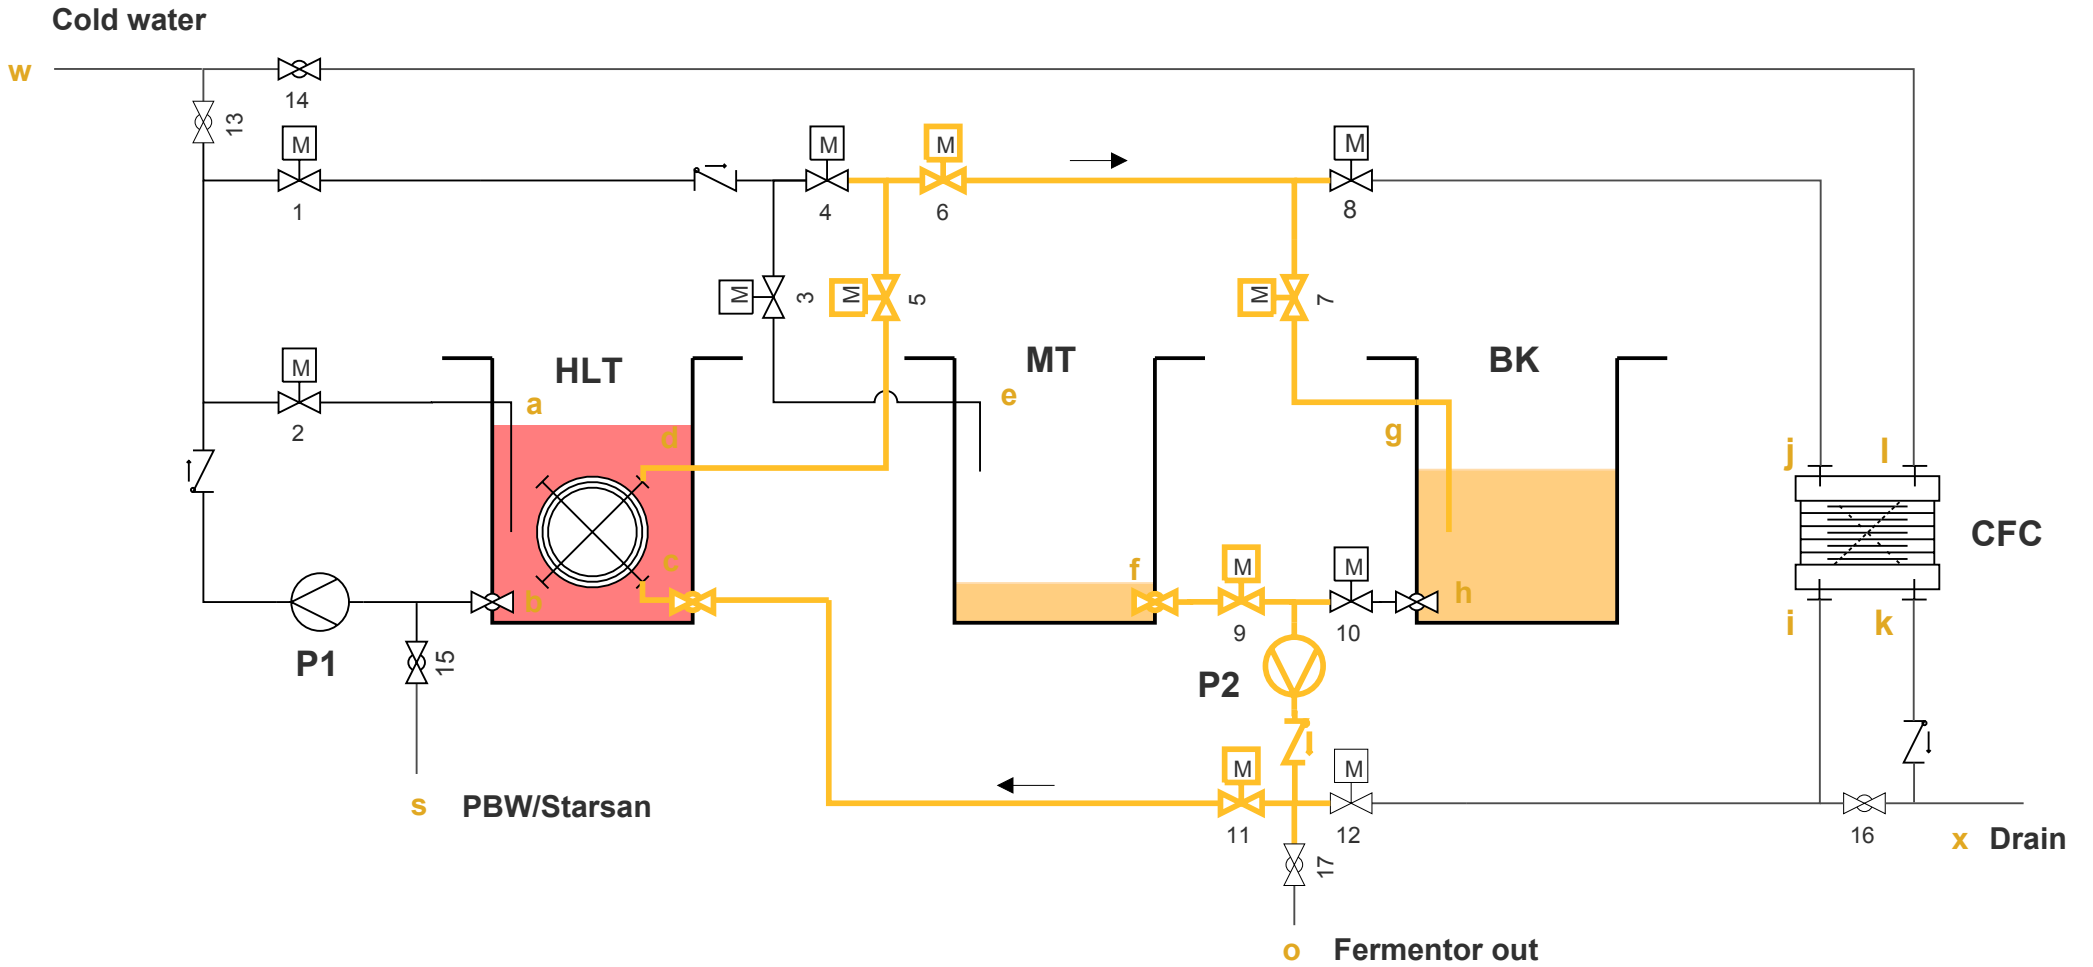 Cold water
w
14
13
M
M
M
M
1
4
6
8
M
3
M
5
M
7
M
HLT
MT
BK
a
e
2
d
g
j
l
c
f
M
M
CFC
b
h
9
10
i
k
P1
15
P2
M
M
s
PBW/Starsan
11
12
16
x
Drain
17
o
Fermentor out